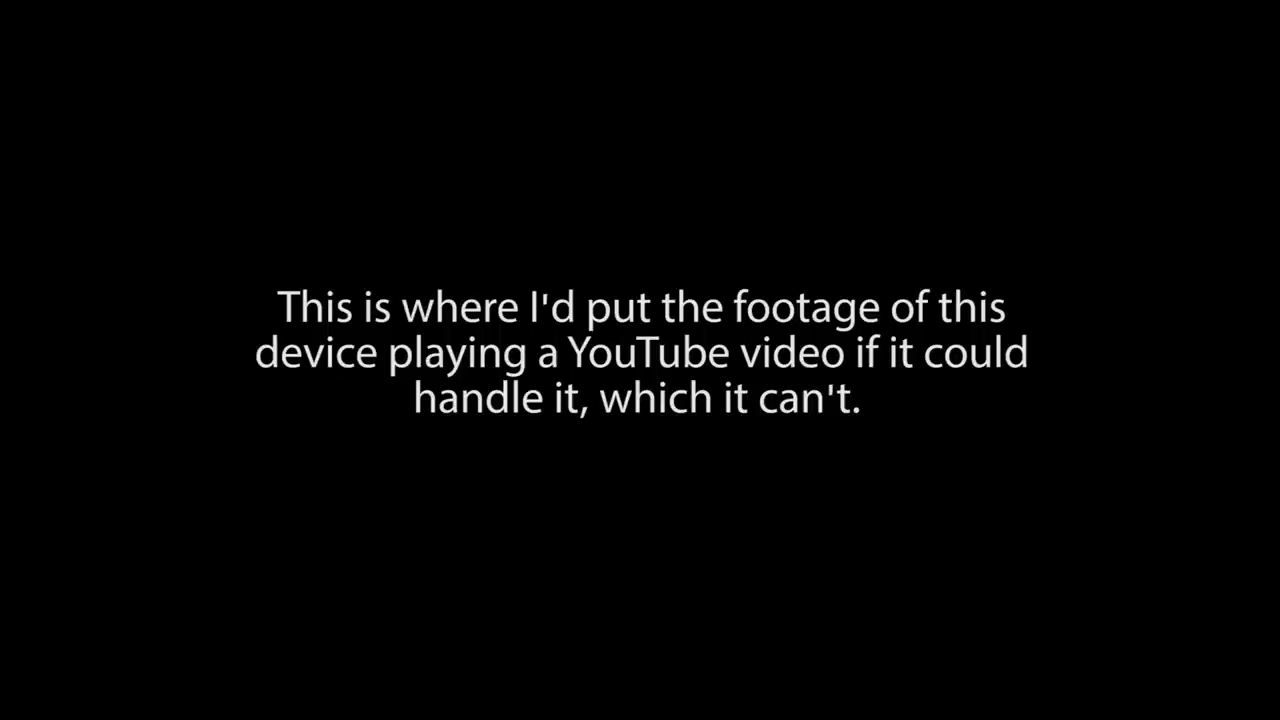 This is where I'd put the footage of this
device playing a YouTube video if it could
handle it, which it can't.